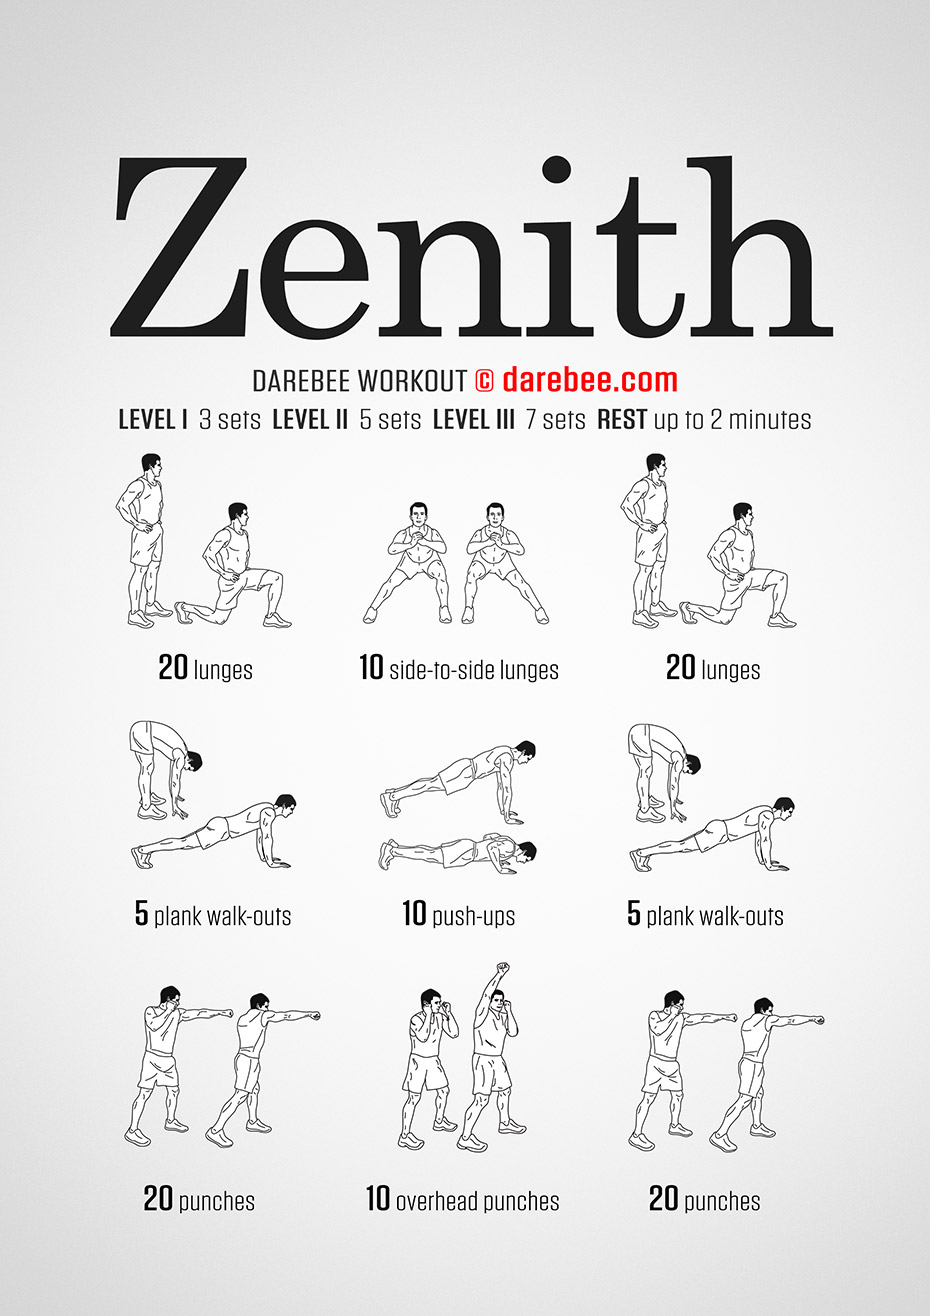 Zenith
DAREBEE WORKOUT © darebee.com
LEVEL I 3 sets LEVEL II 5 sets LEVEL III 7 sets REST up to 2 minutes
20 lunges
10 side-to-side lunges
20 lunges
5 plank walk-outs
10 push-ups
5 plank walk-outs
20 punches
10 overhead punches
20 punches